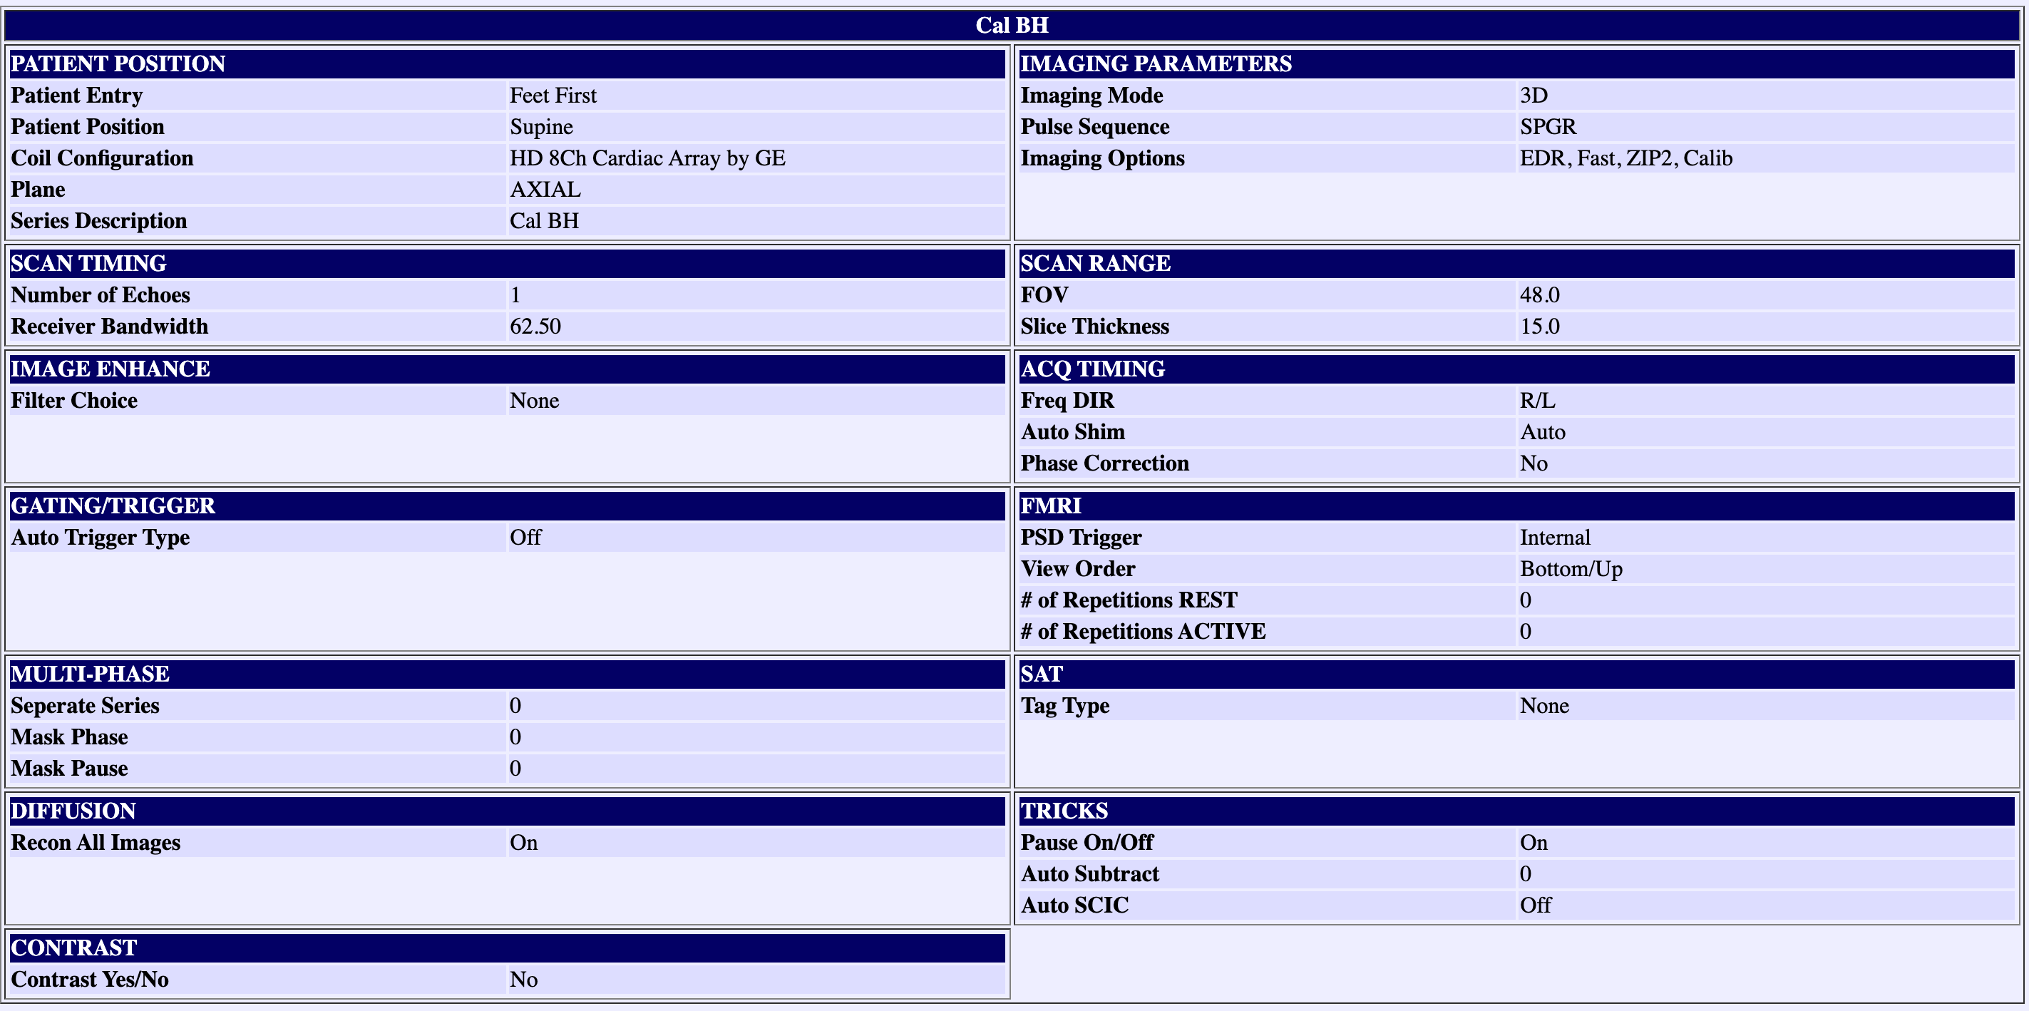 Cal BH
PATIENT POSITION
Patient Entry Feet First
Patient Position Supine
Coil Configuration HD 8Ch Cardiac Array by GE
Plane AXIAL
Series Description Cal BH
IMAGING PARAMETERS
Imaging Mode 3D
Pulse Sequence SPGR
Imaging Options EDR, Fast, ZIP2, Calib
SCAN TIMING
Number of Echoes 1
Receiver Bandwidth 62.50
SCAN RANGE
FOV 48.0
Slice Thickness 15.0
IMAGE ENHANCE
Filter Choice None
ACQ TIMING
Freq DIR R/L
Auto Shim Auto
Phase Correction No
GATING/TRIGGER
Auto Trigger Type Off
FMRI
PSD Trigger Internal
View Order Bottom/Up
# of Repetitions REST 0
# of Repetitions ACTIVE 0
MULTI-PHASE
Seperate Series 0
Mask Phase 0
Mask Pause 0
SAT
Tag Type None
DIFFUSION
Recon All Images On
TRICKS
Pause On/Off On
Auto Subtract 0
Auto SCIC Off
CONTRAST
Contrast Yes/No No